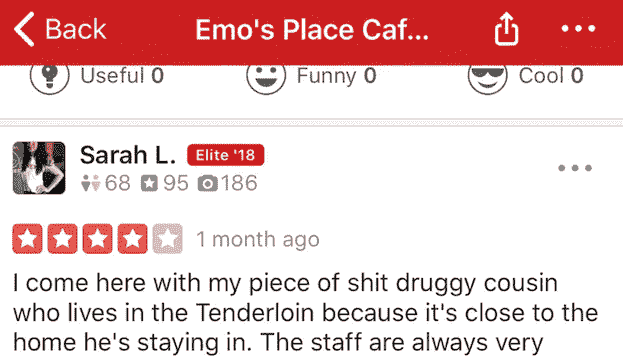 Back Emo's Place Caf...
Useful 0 Funny 0 Cool 0
Sarah L. Elite '18
68 95 186
1 month ago
I come here with my piece of shit druggy cousin
who lives in the Tenderloin because it's close to the
home he's staying in. The staff are always very